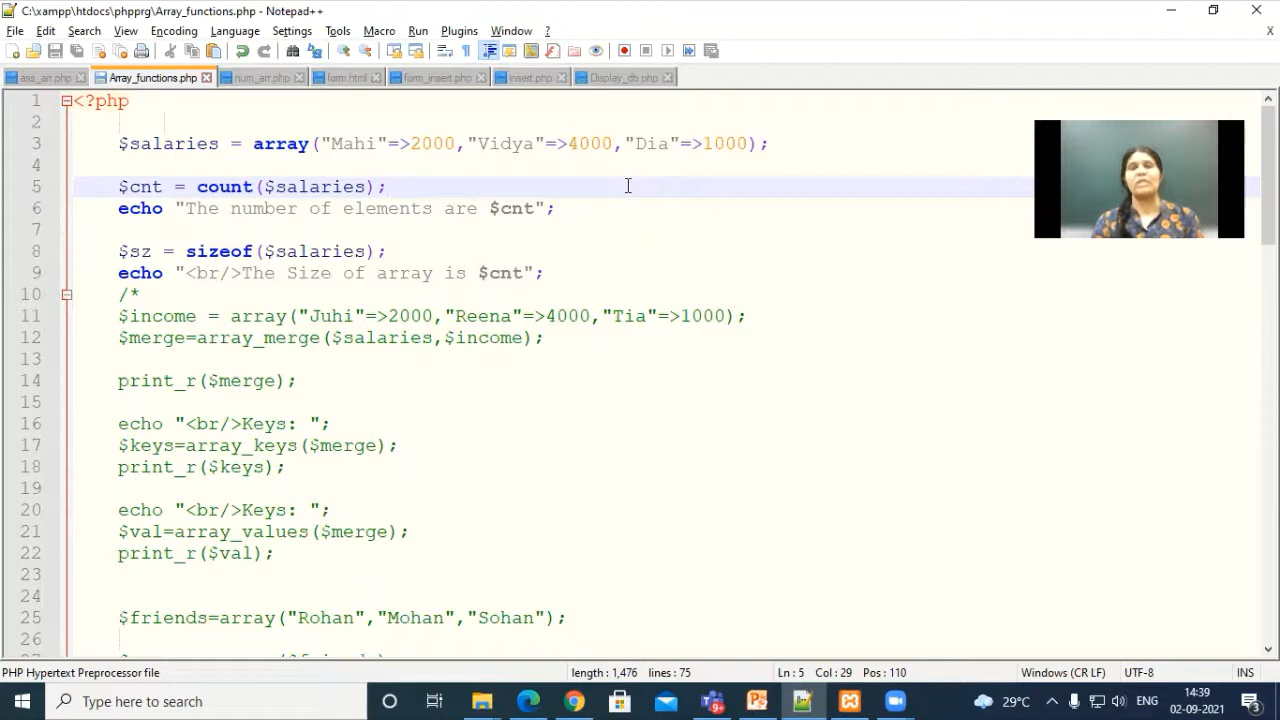 C:\xampp\htdocs\phpprg\Array_functions.php - Notepad++
File Edit Search View Encoding Language Settings Tools Macro Run Plugins Window ? X
ass_arr.php Array_functions.php num_arr.php form.html form_insert.php insert.php Display_db.php
1 <?php
2
3 $salaries = array("Mahi"=>2000,"Vidya"=>4000,"Dia"=>1000);
4
5 $cnt = count($salaries);
6 echo "The number of elements are $cnt";
7
8 $sz = sizeof($salaries);
9 echo "<br/>The Size of array is $cnt";
10 /*
11 $income = array("Juhi"=>2000,"Reena"=>4000,"Tia"=>1000);
12 $merge=array_merge($salaries,$income);
13
14 print_r($merge);
15
16 echo "<br/>Keys: ";
17 $keys=array_keys($merge);
18 print_r($keys);
19
20 echo "<br/>Keys: ";
21 $val=array_values($merge);
22 print_r($val);
23
24
25 $friends=array("Rohan","Mohan","Sohan");
26
PHP Hypertext Preprocessor file length : 1,476 lines : 75 Ln : 5 Col : 29 Pos : 110 Windows (CR LF) UTF-8 INS
Type here to search 29°C ENG 14:39
02-09-2021